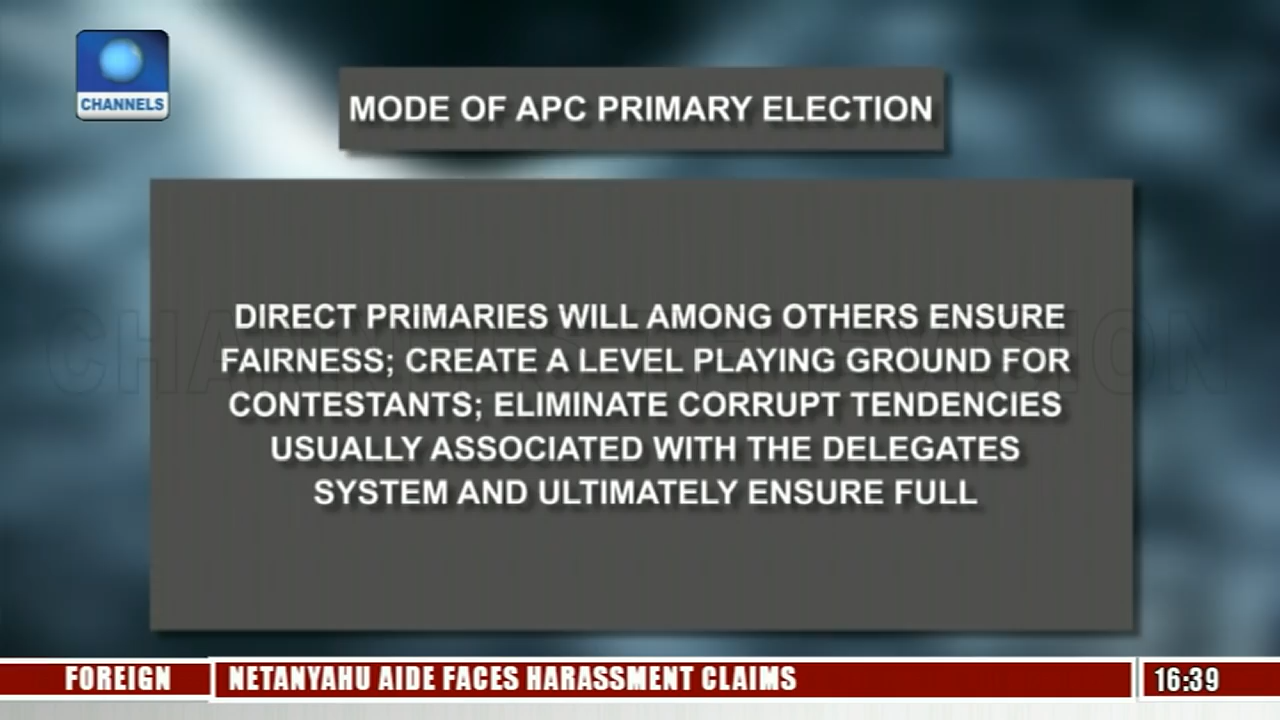 CHANNELS
MODE OF APC PRIMARY ELECTION
DIRECT PRIMARIES WILL AMONG OTHERS ENSURE
FAIRNESS; CREATE A LEVEL PLAYING GROUND FOR
CONTESTANTS; ELIMINATE CORRUPT TENDENCIES
USUALLY ASSOCIATED WITH THE DELEGATES
SYSTEM AND ULTIMATELY ENSURE FULL
FOREIGN
NETANYAHU AIDE FACES HARASSMENT CLAIMS
16:39